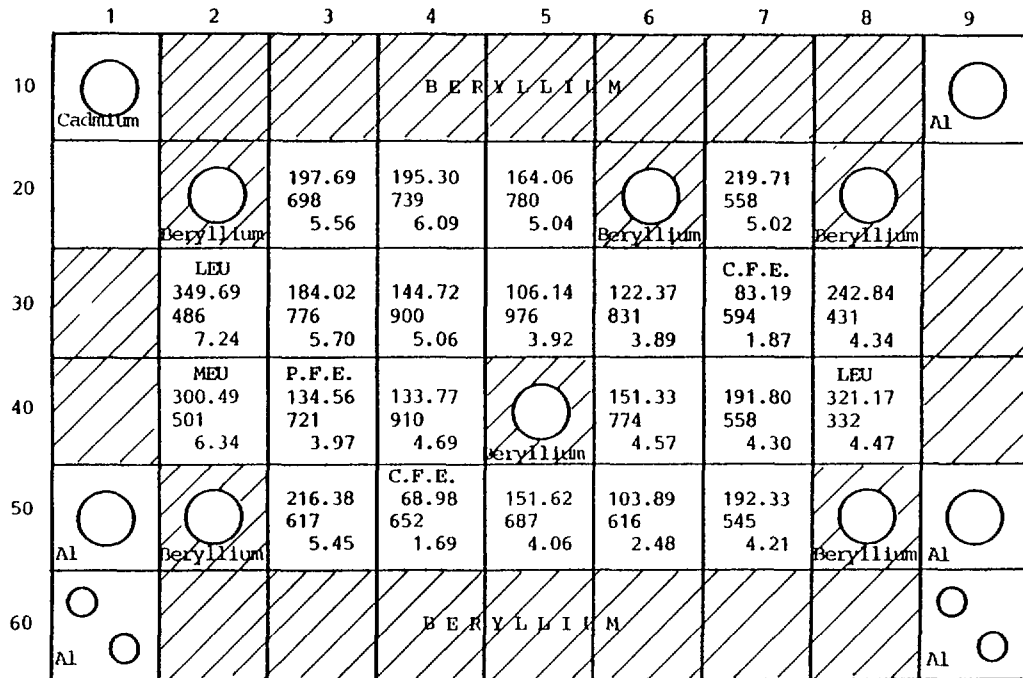 1 2 3 4 5 6 7 8 9
10 BERYLLIUM
Cadmium Al
20 197.69 195.30 164.06 219.71
698 739 780 558
5.56 6.09 5.04 5.02
Beryllium Beryllium Beryllium
LEU C.F.E.
30 349.69 184.02 144.72 106.14 122.37 83.19 242.84
486 776 900 976 831 594 431
7.24 5.70 5.06 3.92 3.89 1.87 4.34
MEU P.F.E. LEU
40 300.49 134.56 133.77 151.33 191.80 321.17
501 721 910 774 558 332
6.34 3.97 4.69 4.57 4.30 4.47
Beryllium
C.F.E.
50 216.38 68.98 151.62 103.89 192.33
617 652 687 616 545
5.45 1.69 4.06 2.48 4.21
Al Beryllium Beryllium Al
60 BERYLLIUM
Al Al